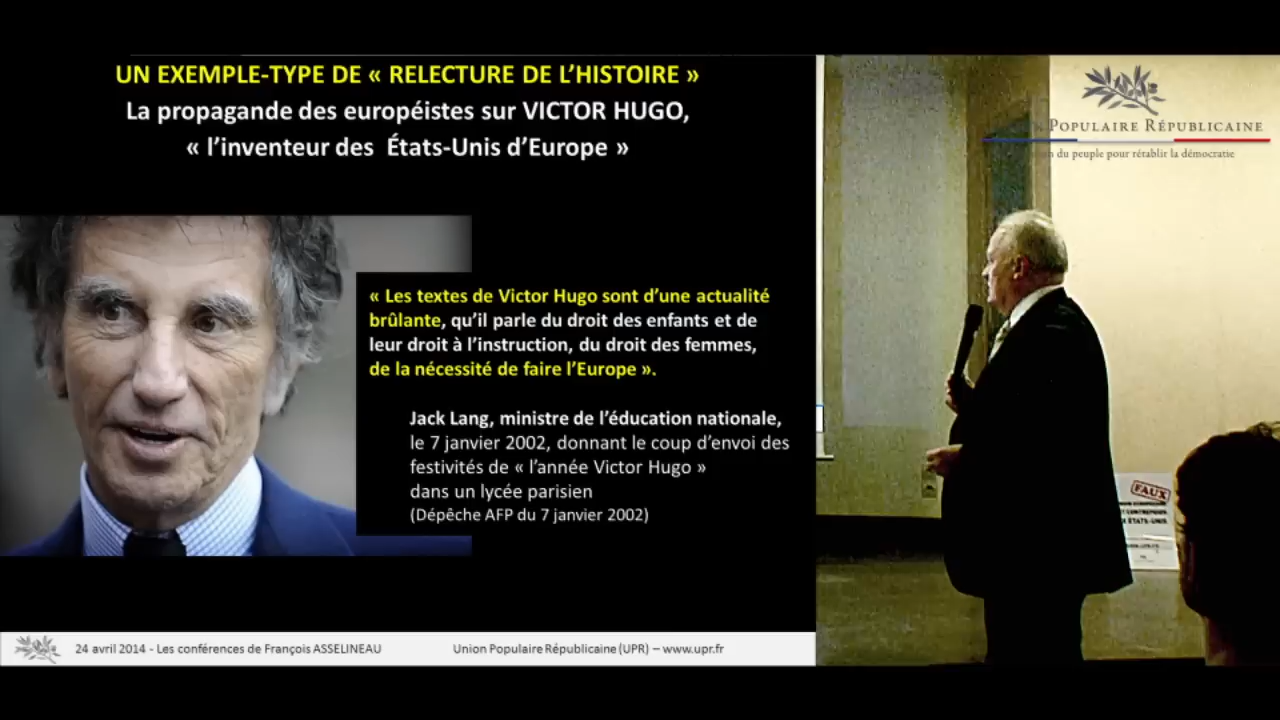 UN EXEMPLE-TYPE DE « RELECTURE DE L’HISTOIRE »
La propagande des européistes sur VICTOR HUGO,
« l’inventeur des États-Unis d’Europe »
« Les textes de Victor Hugo sont d’une actualité
brûlante, qu’il parle du droit des enfants et de
leur droit à l’instruction, du droit des femmes,
de la nécessité de faire l’Europe ».
Jack Lang, ministre de l’éducation nationale,
le 7 janvier 2002, donnant le coup d’envoi des
festivités de « l’année Victor Hugo »
dans un lycée parisien
(Dépêche AFP du 7 janvier 2002)
24 avril 2014 - Les conférences de François ASSELINEAU
Union Populaire Républicaine (UPR) – www.upr.fr
POPULAIRE RÉPUBLICAINE
du peuple pour rétablir la démocratie
FAUX
ÉTATS-UNIS